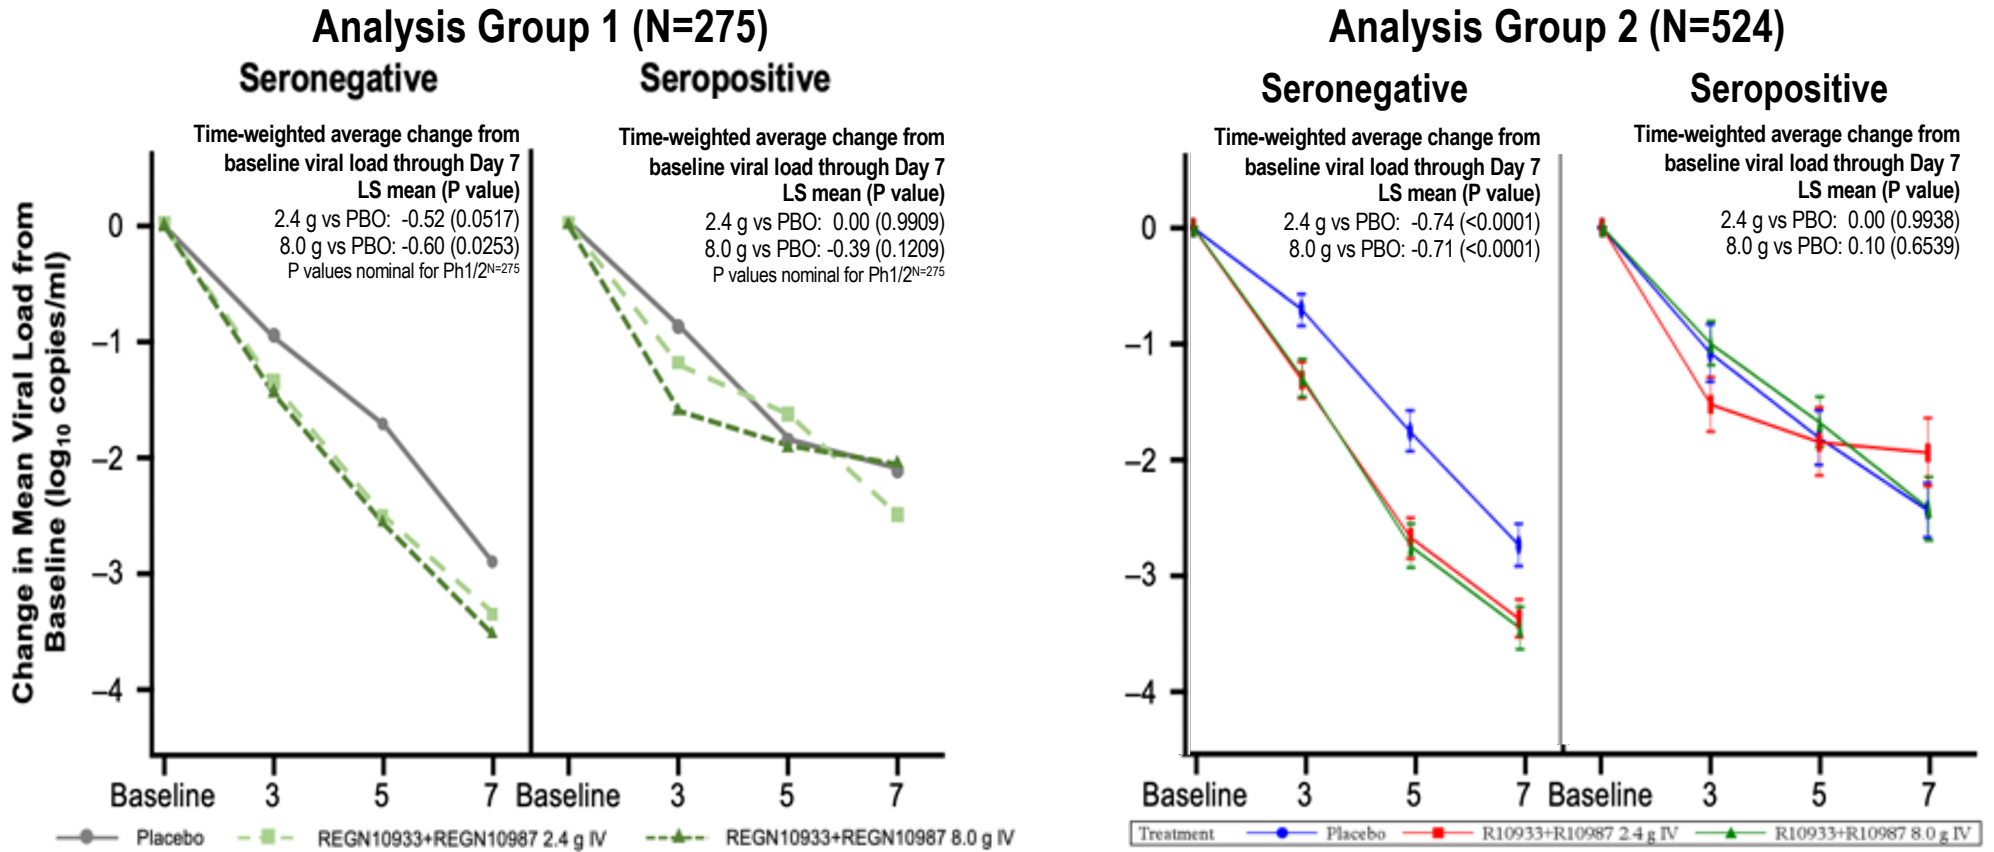 Analysis Group 1 (N=275)
Seronegative
Seropositive
Time-weighted average change from
baseline viral load through Day 7
LS mean (P value)
2.4 g vs PBO: -0.52 (0.0517)
8.0 g vs PBO: -0.60 (0.0253)
P values nominal for Ph1/2N=275
Time-weighted average change from
baseline viral load through Day 7
LS mean (P value)
2.4 g vs PBO: 0.00 (0.9909)
8.0 g vs PBO: -0.39 (0.1209)
P values nominal for Ph1/2N=275
Change in Mean Viral Load from
Baseline (log10 copies/ml)
0
–1
–2
–3
–4
Baseline 3 5 7 Baseline 3 5 7
Placebo REGN10933+REGN10987 2.4 g IV REGN10933+REGN10987 8.0 g IV
Analysis Group 2 (N=524)
Seronegative
Seropositive
Time-weighted average change from
baseline viral load through Day 7
LS mean (P value)
2.4 g vs PBO: -0.74 (<0.0001)
8.0 g vs PBO: -0.71 (<0.0001)
Time-weighted average change from
baseline viral load through Day 7
LS mean (P value)
2.4 g vs PBO: 0.00 (0.9938)
8.0 g vs PBO: 0.10 (0.6539)
0
–1
–2
–3
–4
Baseline 3 5 7 Baseline 3 5 7
Treatment Placebo R10933+R10987 2.4 g IV R10933+R10987 8.0 g IV